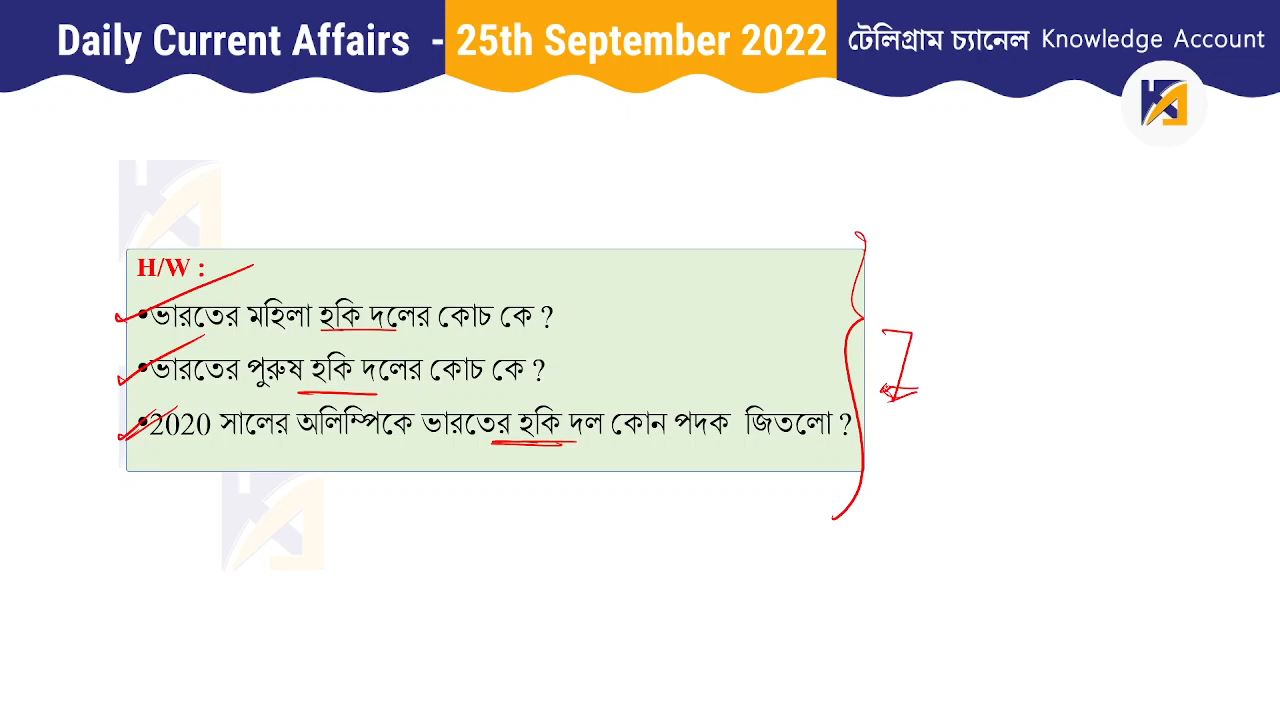 Daily Current Affairs - 25th September 2022 টেলিগ্রাম চ্যানেল Knowledge Account
H/W :
•ভারতের মহিলা হকি দলের কোচ কে ?
•ভারতের পুরুষ হকি দলের কোচ কে ?
•2020 সালের অলিম্পিকে ভারতের হকি দল কোন পদক জিতলো ?